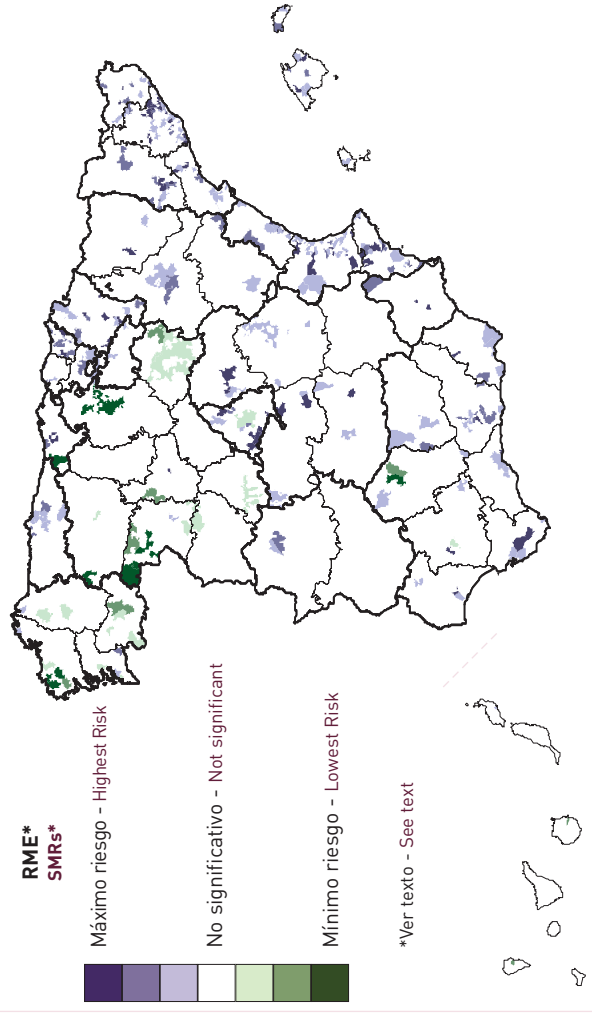 RME*
SMRs*
Máximo riesgo - Highest Risk
No significativo - Not significant
Mínimo riesgo - Lowest Risk
*Ver texto - See text